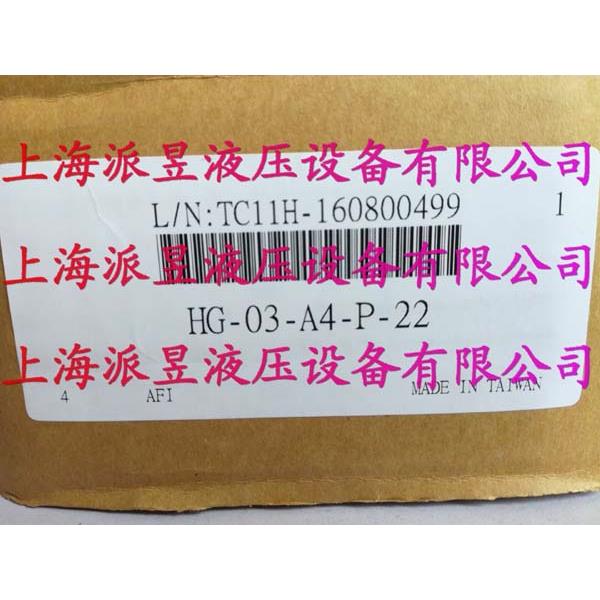 上海派昱液压设备有限公司
L/N:TC11H-160800499 1
上海派昱液压设备有限公司
HG-03-A4-P-22
上海派昱液压设备有限公司
4 AFI MADE IN TAIWAN